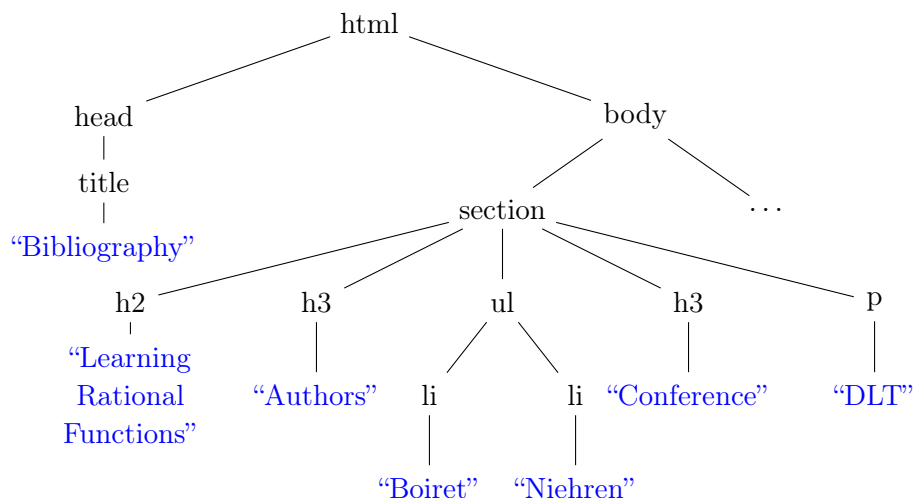 html
head
body
title
section
…
“Bibliography”
h2
h3
ul
h3
p
“Learning
Rational
Functions”
“Authors”
li
li
“Conference”
“DLT”
“Boiret”
“Niehren”